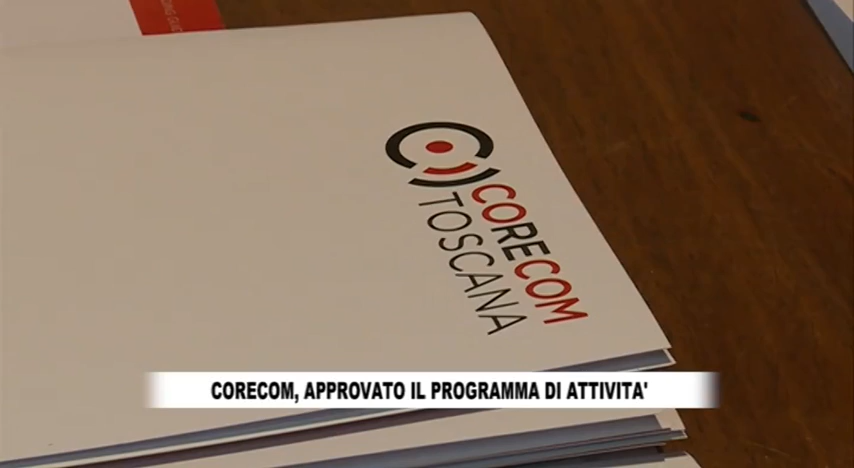 CORECOM
TOSCANA
CORECOM, APPROVATO IL PROGRAMMA DI ATTIVITA'